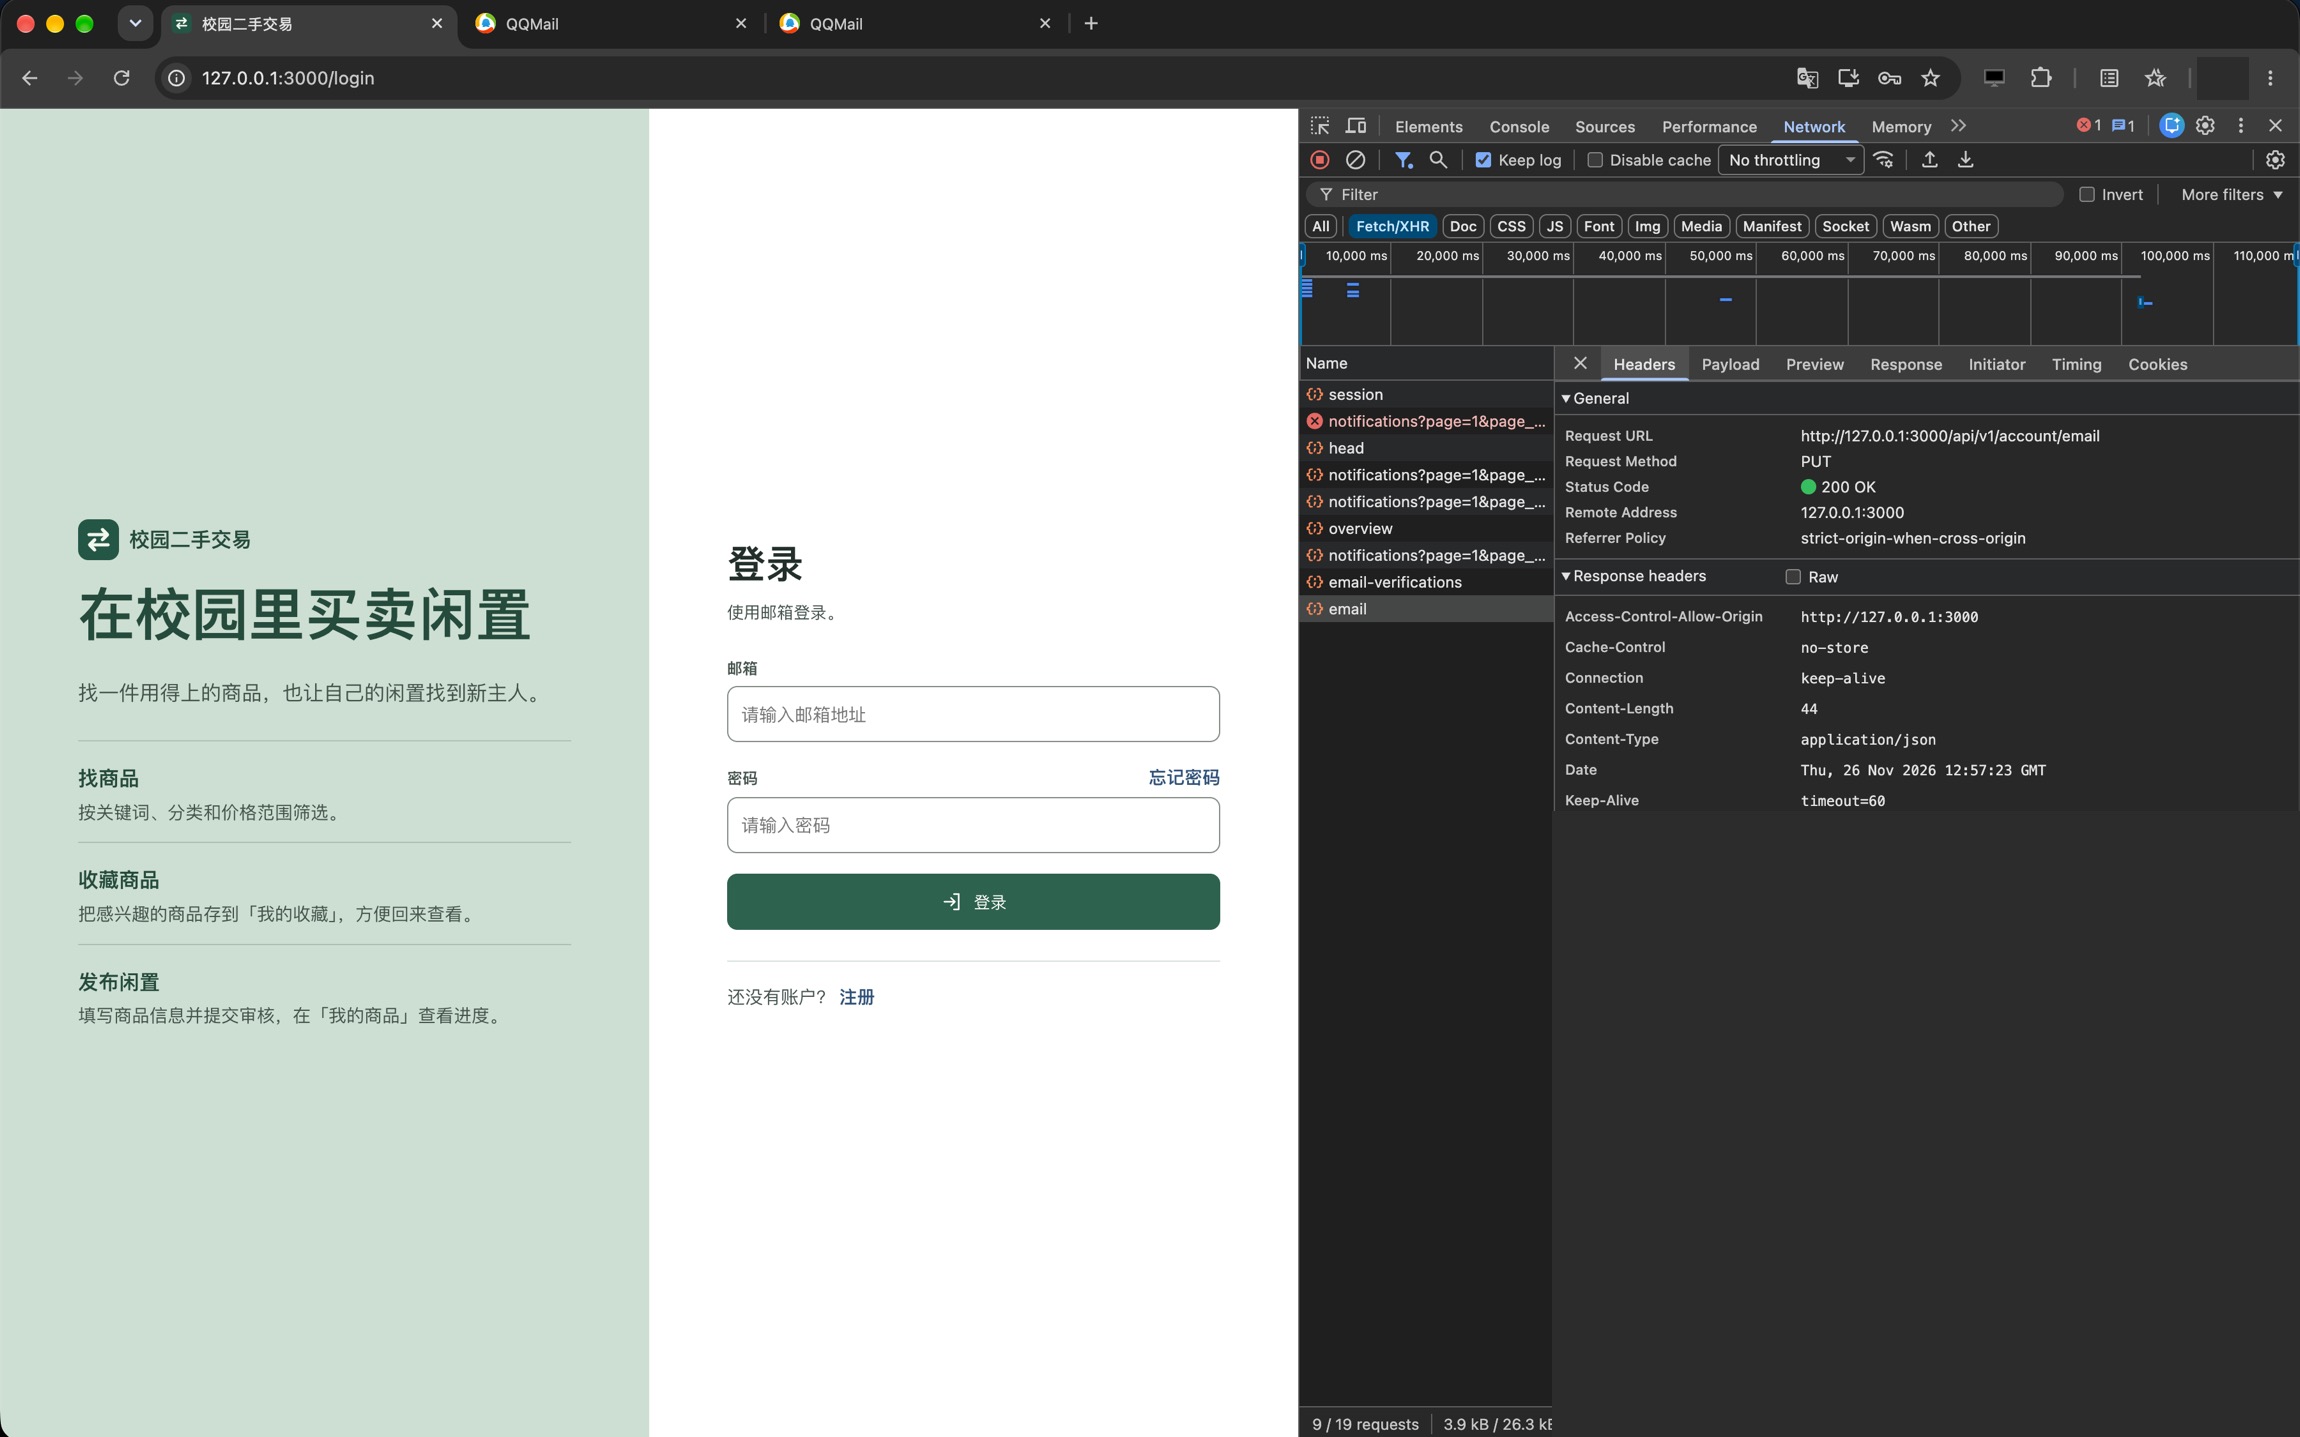 校园二手交易
QQMail
QQMail
127.0.0.1:3000/login
校园二手交易
在校园里买卖闲置
找一件用得上的商品，也让自己的闲置找到新主人。
找商品
按关键词、分类和价格范围筛选。
收藏商品
把感兴趣的商品存到「我的收藏」，方便回来查看。
发布闲置
填写商品信息并提交审核，在「我的商品」查看进度。
登录
使用邮箱登录。
邮箱
请输入邮箱地址
密码 忘记密码
请输入密码
登录
还没有账户？ 注册
Elements Console Sources Performance Network Memory 1 1
Keep log Disable cache No throttling
Filter Invert More filters
All Fetch/XHR Doc CSS JS Font Img Media Manifest Socket Wasm Other
10,000 ms 20,000 ms 30,000 ms 40,000 ms 50,000 ms 60,000 ms 70,000 ms 80,000 ms 90,000 ms 100,000 ms 110,000 m
Name
session
notifications?page=1&page_...
head
notifications?page=1&page_...
notifications?page=1&page_...
overview
notifications?page=1&page_...
email-verifications
email
9 / 19 requests 3.9 kB / 26.3 kB
Headers Payload Preview Response Initiator Timing Cookies
General
Request URL http://127.0.0.1:3000/api/v1/account/email
Request Method PUT
Status Code 200 OK
Remote Address 127.0.0.1:3000
Referrer Policy strict-origin-when-cross-origin
Response headers Raw
Access-Control-Allow-Origin http://127.0.0.1:3000
Cache-Control no-store
Connection keep-alive
Content-Length 44
Content-Type application/json
Date Thu, 26 Nov 2026 12:57:23 GMT
Keep-Alive timeout=60